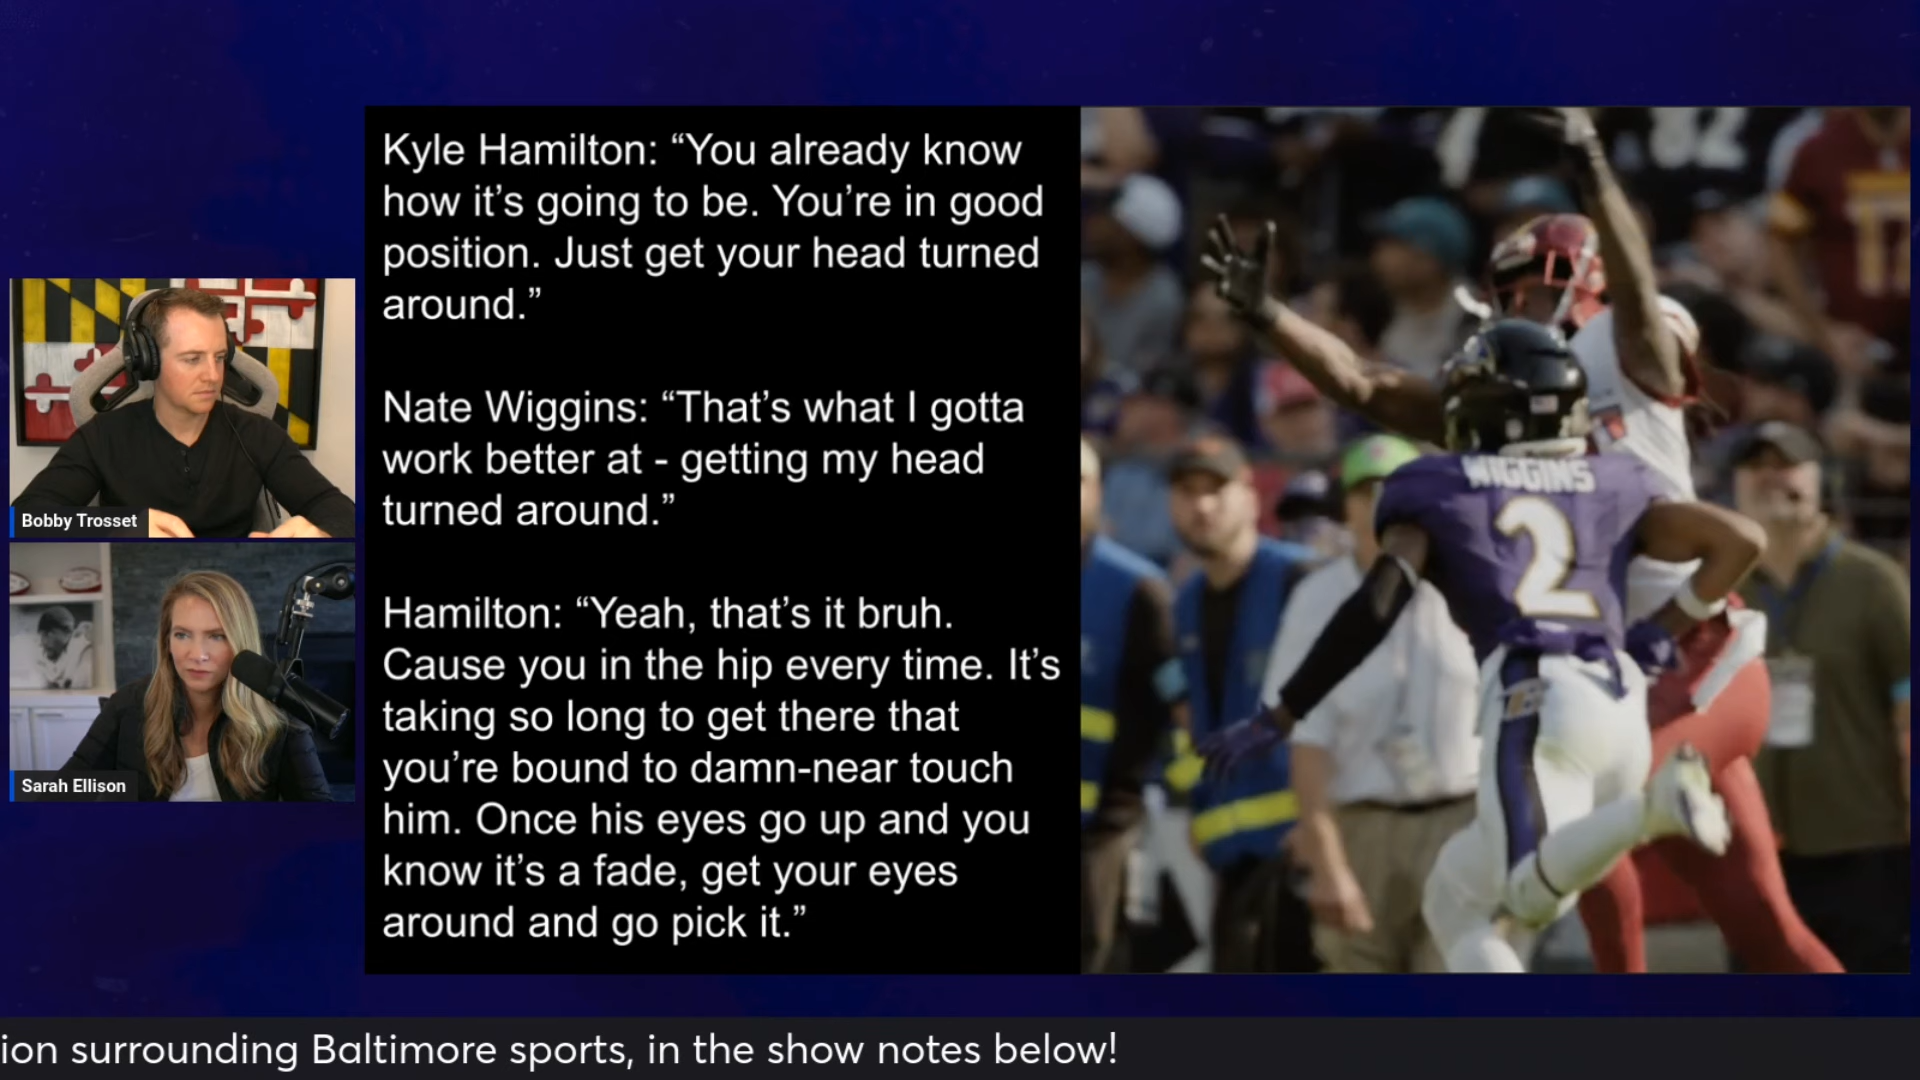 Kyle Hamilton: “You already know
how it’s going to be. You’re in good
position. Just get your head turned
around.”
Nate Wiggins: “That’s what I gotta
work better at - getting my head
turned around.”
Hamilton: “Yeah, that’s it bruh.
Cause you in the hip every time. It’s
taking so long to get there that
you’re bound to damn-near touch
him. Once his eyes go up and you
know it’s a fade, get your eyes
around and go pick it.”
WIGGINS
2
Bobby Trosset
Sarah Ellison
ion surrounding Baltimore sports, in the show notes below!